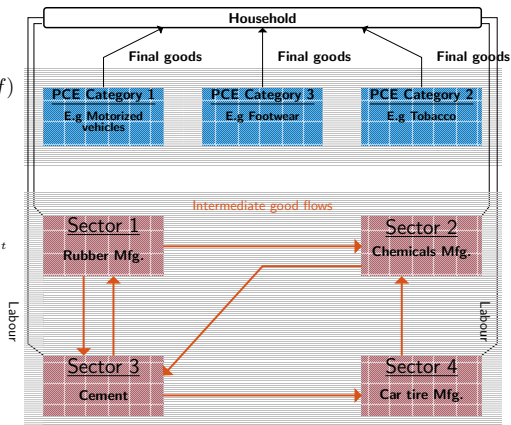 Household
Final goods
Final goods
Final goods
f)
PCE Category 1
E.g Motorized
vehicles
PCE Category 3
E.g Footwear
PCE Category 2
E.g Tobacco
Intermediate good flows
Sector 1
Rubber Mfg.
Sector 2
Chemicals Mfg.
t
Labour
Labour
Sector 3
Cement
Sector 4
Car tire Mfg.